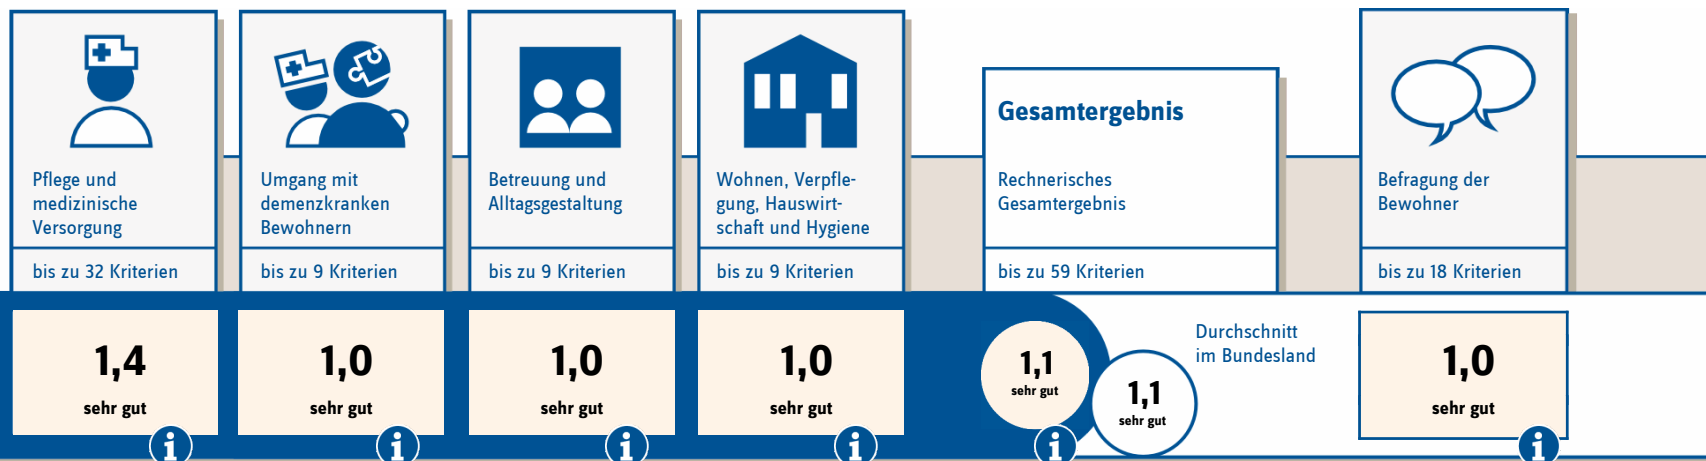 Pflege und
medizinische
Versorgung
bis zu 32 Kriterien
1,4
sehr gut
i
Umgang mit
demenzkranken
Bewohnern
bis zu 9 Kriterien
1,0
sehr gut
i
Betreuung und
Alltagsgestaltung
bis zu 9 Kriterien
1,0
sehr gut
i
Wohnen, Verpfle-
gung, Hauswirt-
schaft und Hygiene
bis zu 9 Kriterien
1,0
sehr gut
i
Gesamtergebnis
Rechnerisches
Gesamtergebnis
bis zu 59 Kriterien
1,1
sehr gut
i
Durchschnitt
im Bundesland
1,1
sehr gut
Befragung der
Bewohner
bis zu 18 Kriterien
1,0
sehr gut
i